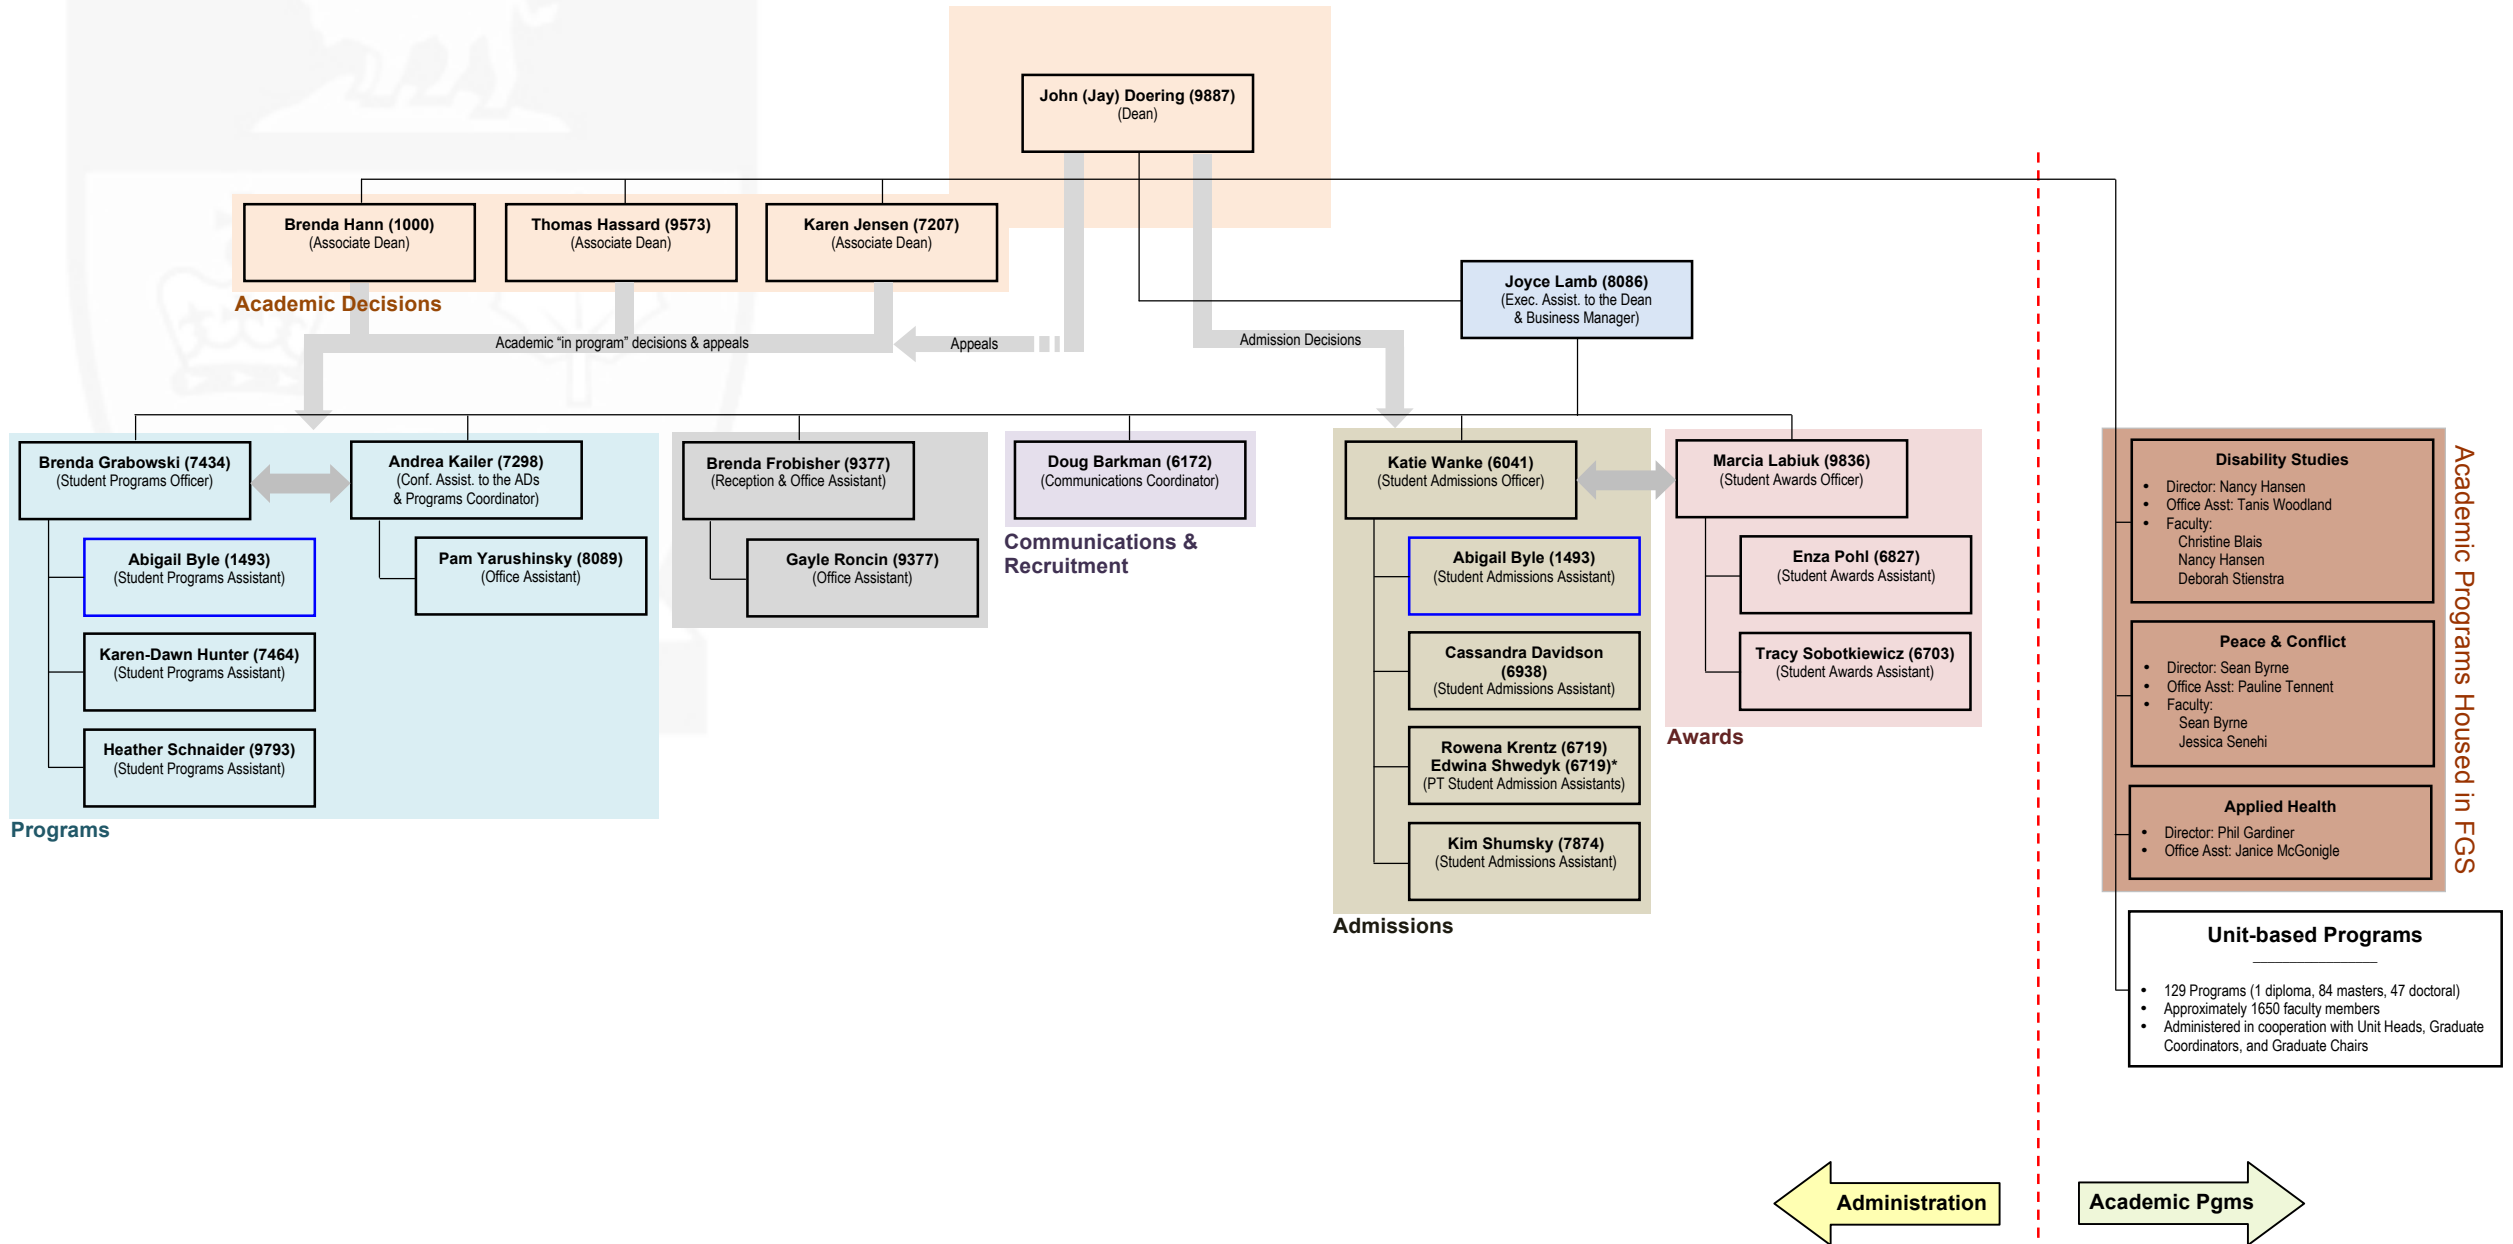 John (Jay) Doering (9887)
(Dean)
Brenda Hann (1000)
(Associate Dean)
Thomas Hassard (9573)
(Associate Dean)
Karen Jensen (7207)
(Associate Dean)
Academic Decisions
Joyce Lamb (8086)
(Exec. Assist. to the Dean
& Business Manager)
Academic “in program” decisions & appeals
Appeals
Admission Decisions
Brenda Grabowski (7434)
(Student Programs Officer)
Andrea Kailer (7298)
(Conf. Assist. to the ADs
& Programs Coordinator)
Abigail Byle (1493)
(Student Programs Assistant)
Pam Yarushinsky (8089)
(Office Assistant)
Karen-Dawn Hunter (7464)
(Student Programs Assistant)
Heather Schnaider (9793)
(Student Programs Assistant)
Programs
Brenda Frobisher (9377)
(Reception & Office Assistant)
Gayle Roncin (9377)
(Office Assistant)
Doug Barkman (6172)
(Communications Coordinator)
Communications &
Recruitment
Katie Wanke (6041)
(Student Admissions Officer)
Abigail Byle (1493)
(Student Admissions Assistant)
Cassandra Davidson
(6938)
(Student Admissions Assistant)
Rowena Krentz (6719)
Edwina Shwedyk (6719)*
(PT Student Admission Assistants)
Kim Shumsky (7874)
(Student Admissions Assistant)
Admissions
Marcia Labiuk (9836)
(Student Awards Officer)
Enza Pohl (6827)
(Student Awards Assistant)
Tracy Sobotkiewicz (6703)
(Student Awards Assistant)
Awards
Disability Studies
• Director: Nancy Hansen
• Office Asst: Tanis Woodland
• Faculty:
Christine Blais
Nancy Hansen
Deborah Stienstra
Peace & Conflict
• Director: Sean Byrne
• Office Asst: Pauline Tennent
• Faculty:
Sean Byrne
Jessica Senehi
Applied Health
• Director: Phil Gardiner
• Office Asst: Janice McGonigle
Academic Programs Housed in FGS
Unit-based Programs
• 129 Programs (1 diploma, 84 masters, 47 doctoral)
• Approximately 1650 faculty members
• Administered in cooperation with Unit Heads, Graduate
Coordinators, and Graduate Chairs
Administration
Academic Pgms